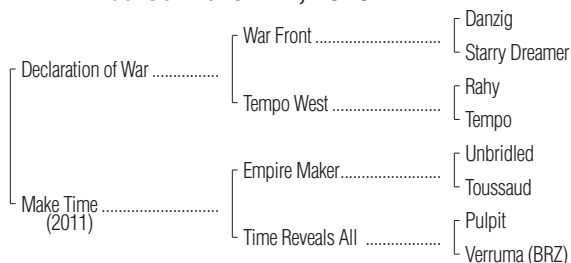 Danzig
War Front ..............................
Starry Dreamer
Declaration of War ................
Rahy
Tempo West ..........................
Tempo
Unbridled
Empire Maker........................
Toussaud
Make Time ............................
(2011)
Pulpit
Time Reveals All ..................
Verruma (BRZ)